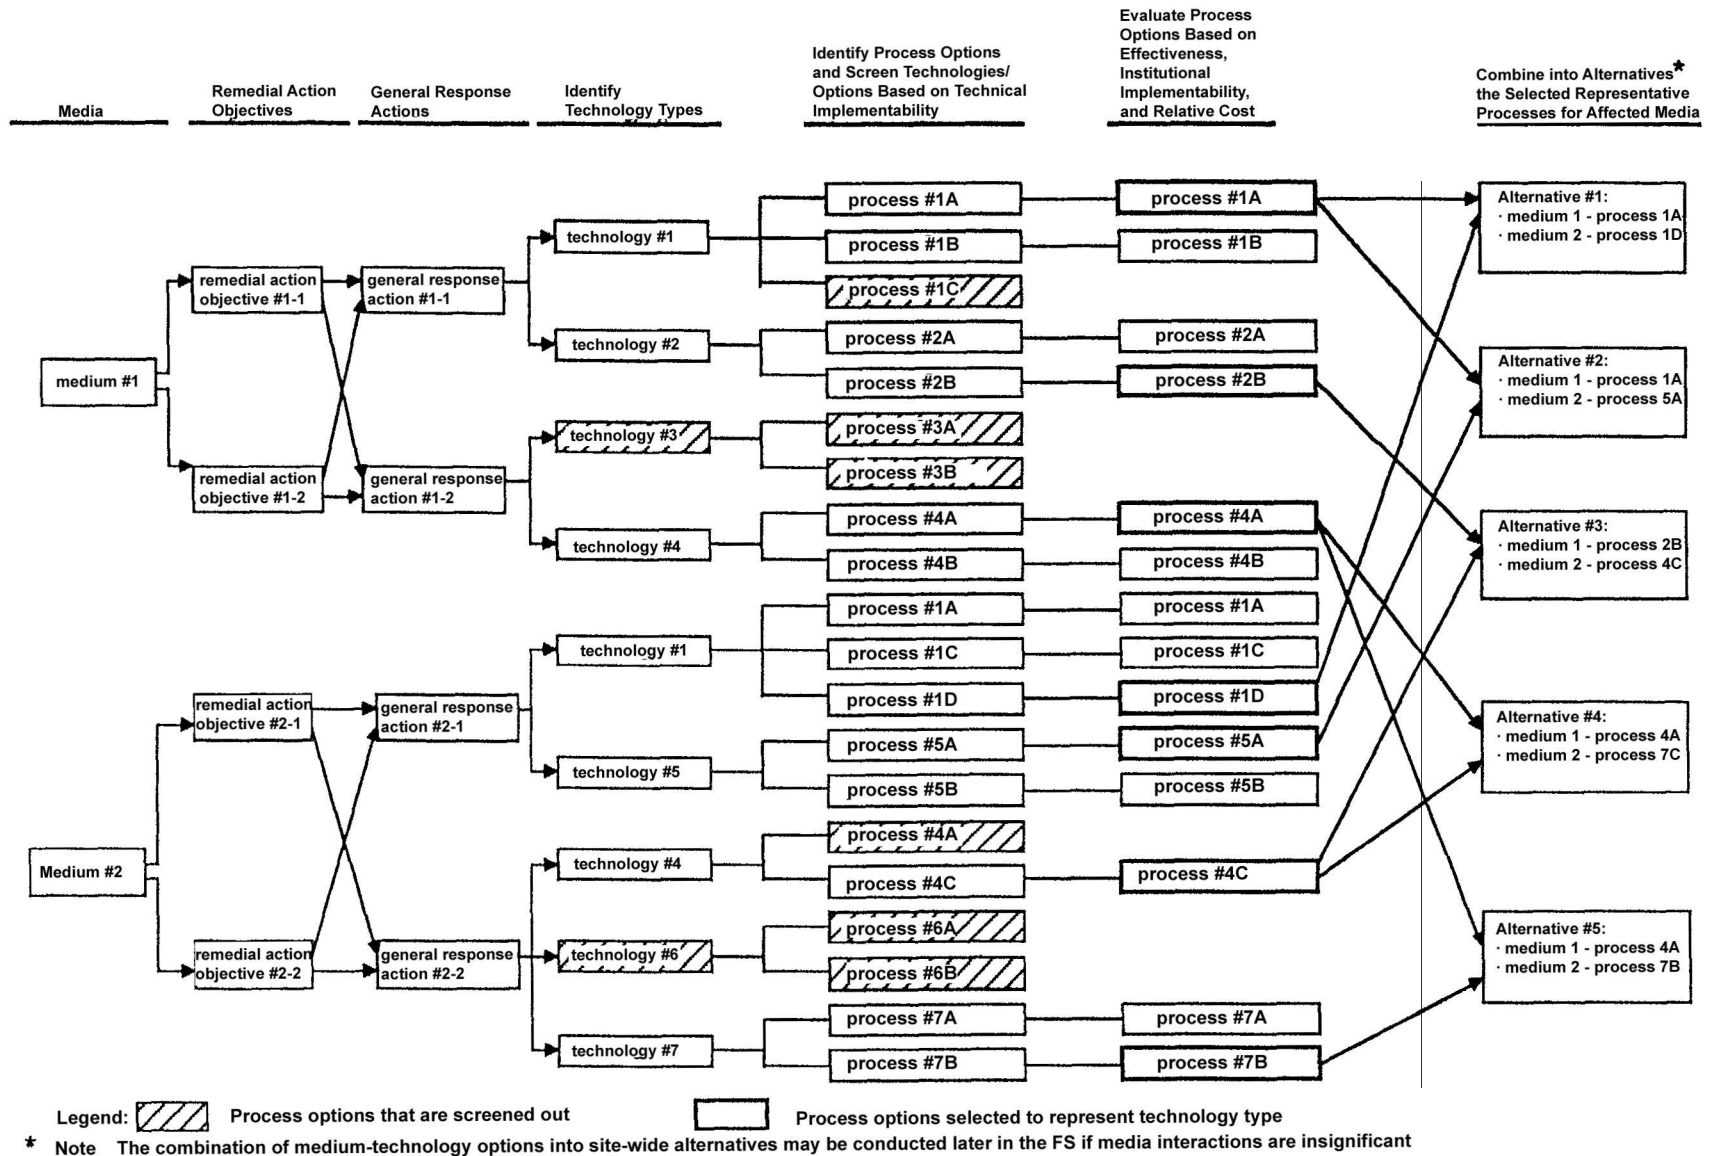 Media
Remedial Action
Objectives
General Response
Actions
Identify
Technology Types
Identify Process Options
and Screen Technologies/
Options Based on Technical
Implementability
Evaluate Process
Options Based on
Effectiveness,
Institutional
Implementability,
and Relative Cost
Combine into Alternatives*
the Selected Representative
Processes for Affected Media
medium #1
remedial action
objective #1-1
remedial action
objective #1-2
general response
action #1-1
general response
action #1-2
technology #1
technology #2
technology #3
technology #4
process #1A
process #1B
process #1C
process #2A
process #2B
process #3A
process #3B
process #4A
process #4B
process #1A
process #1B
process #2A
process #2B
process #4A
process #4B
Medium #2
remedial action
objective #2-1
remedial action
objective #2-2
general response
action #2-1
general response
action #2-2
technology #1
technology #5
technology #4
technology #6
technology #7
process #1A
process #1C
process #1D
process #5A
process #5B
process #4A
process #4C
process #6A
process #6B
process #7A
process #7B
process #1A
process #1C
process #1D
process #5A
process #5B
process #4C
process #7A
process #7B
Alternative #1:
· medium 1 - process 1A
· medium 2 - process 1D
Alternative #2:
· medium 1 - process 1A
· medium 2 - process 5A
Alternative #3:
· medium 1 - process 2B
· medium 2 - process 4C
Alternative #4:
· medium 1 - process 4A
· medium 2 - process 7C
Alternative #5:
· medium 1 - process 4A
· medium 2 - process 7B
Legend: Process options that are screened out Process options selected to represent technology type
* Note The combination of medium-technology options into site-wide alternatives may be conducted later in the FS if media interactions are insignificant